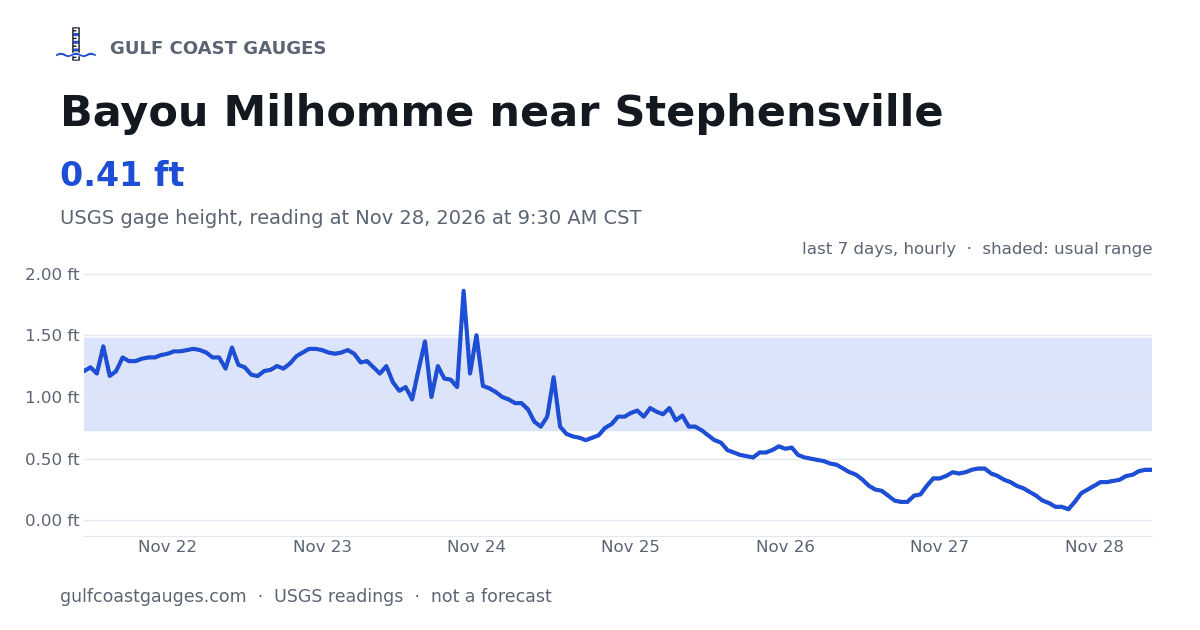 GULF COAST GAUGES
Bayou Milhomme near Stephensville
0.41 ft
USGS gage height, reading at Nov 28, 2026 at 9:30 AM CST
last 7 days, hourly · shaded: usual range
2.00 ft
1.50 ft
1.00 ft
0.50 ft
0.00 ft
Nov 22 Nov 23 Nov 24 Nov 25 Nov 26 Nov 27 Nov 28
gulfcoastgauges.com · USGS readings · not a forecast